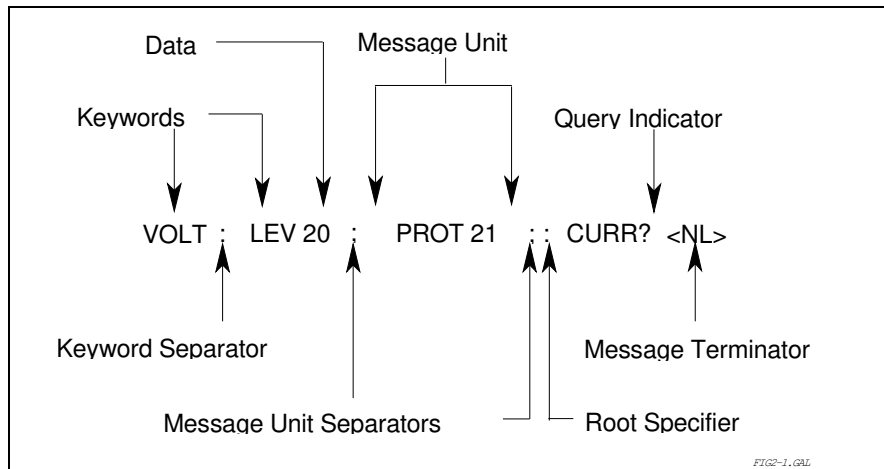 Data
Message Unit
Keywords
Query Indicator
VOLT : LEV 20 ; PROT 21 ; : CURR? <NL>
Keyword Separator
Message Terminator
Message Unit Separators
Root Specifier
FIG2-1.GAL